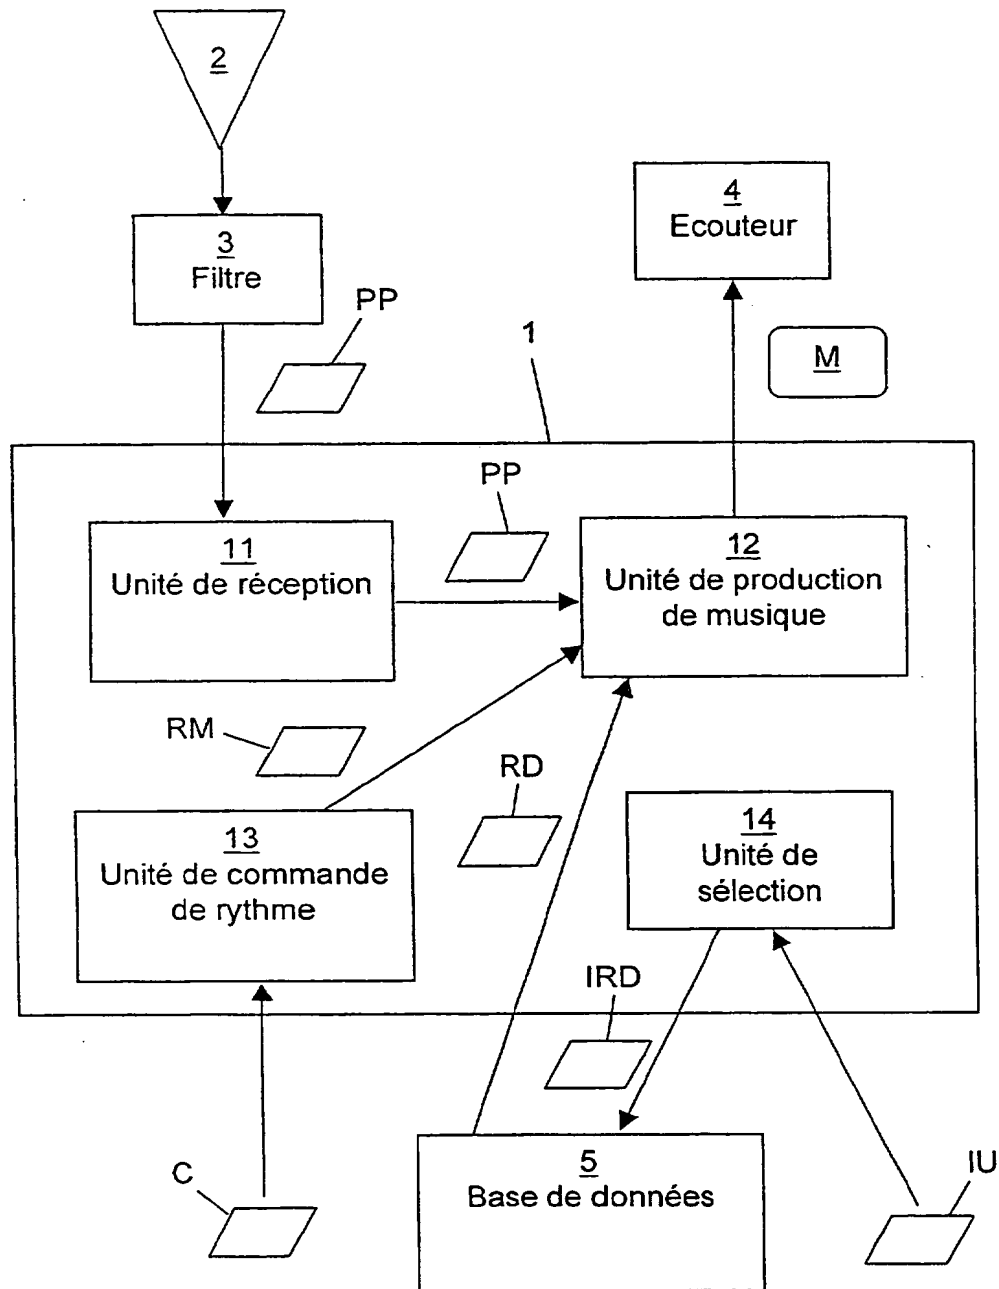 2
3
Filtre
4
Ecouteur
PP
1
M
PP
11
Unité de réception
12
Unité de production
de musique
RM
RD
13
Unité de commande
de rythme
14
Unité de
sélection
IRD
C
5
Base de données
IU